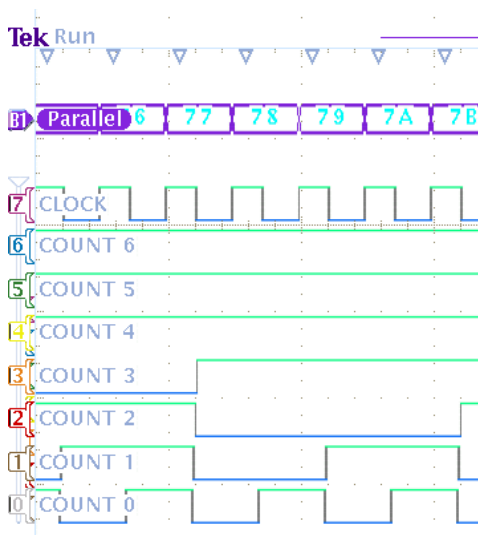 Tek Run
B1 Parallel 6 77 78 79 7A 7B
7 CLOCK
6 COUNT 6
5 COUNT 5
4 COUNT 4
3 COUNT 3
2 COUNT 2
1 COUNT 1
0 COUNT 0